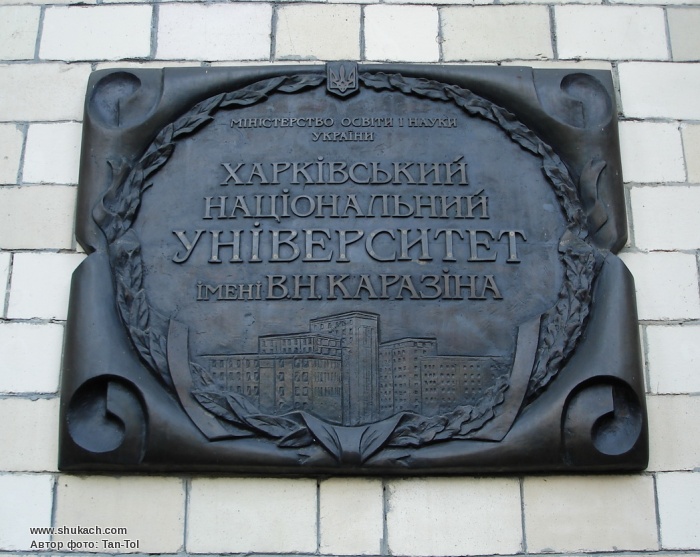 МІНІСТЕРСТВО ОСВІТИ І НАУКИ
УКРАЇНИ
ХАРКІВСЬКИЙ
НАЦІОНАЛЬНИЙ
УНІВЕРСИТЕТ
ІМЕНІ В.Н. КАРАЗІНА
www.shukach.com
Автор фото: Tan-Tol